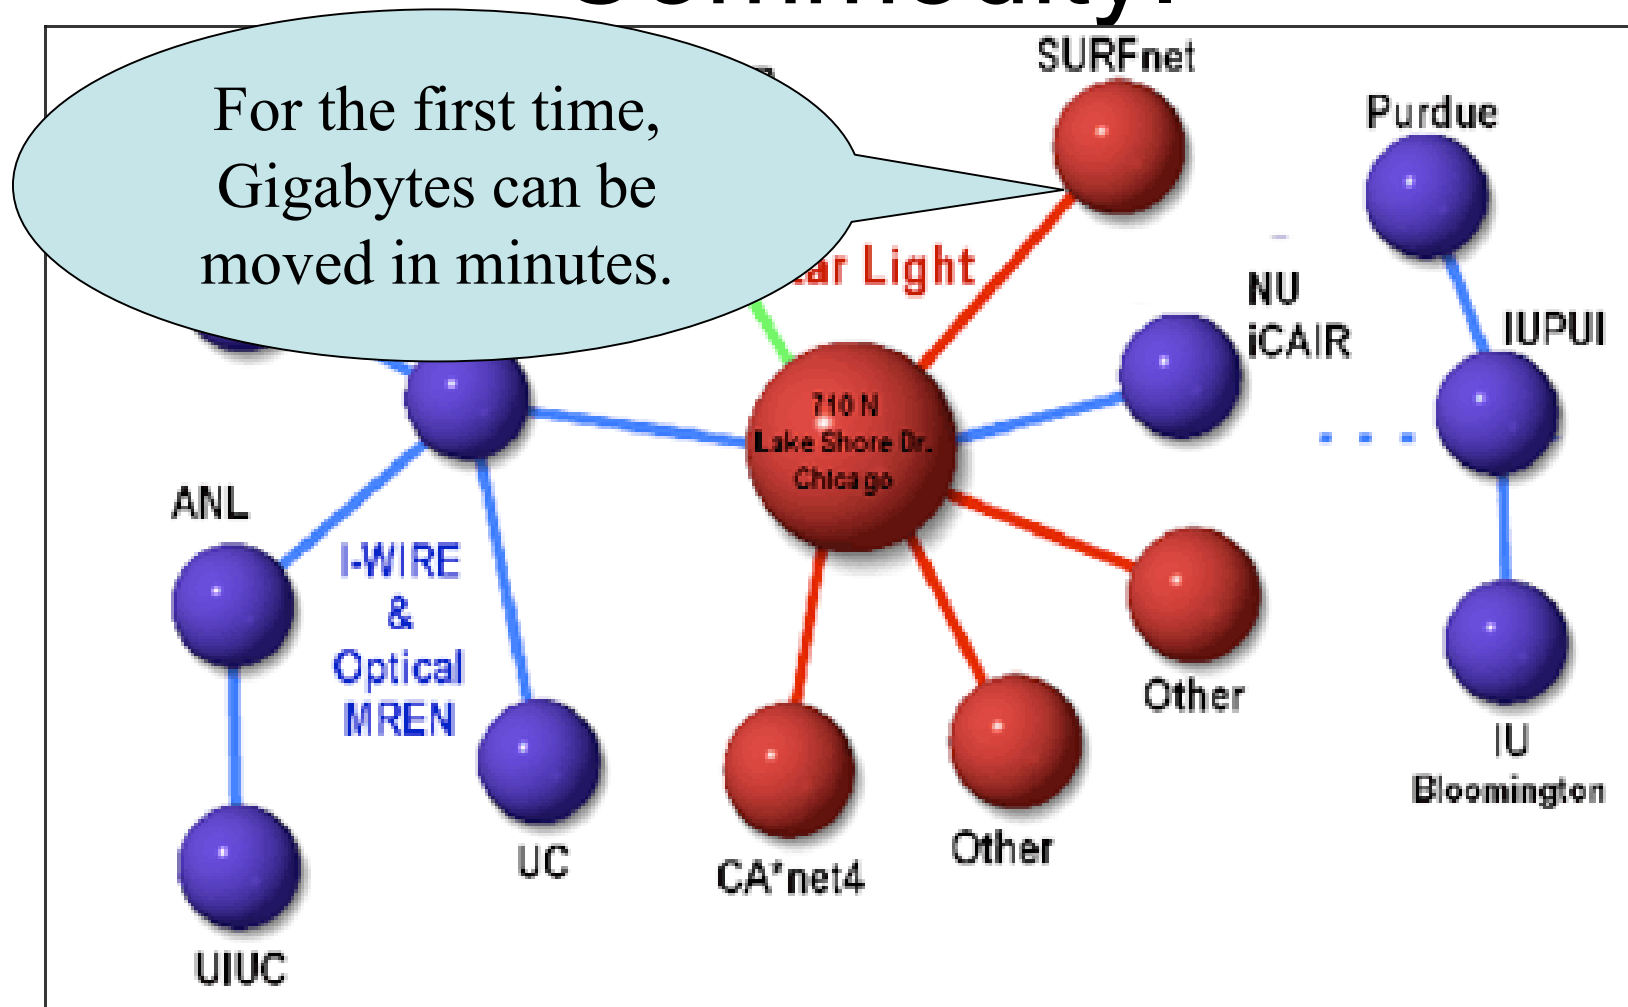 SURFnet
Purdue
For the first time,
Gigabytes can be
moved in minutes.
Light
NU
iCAIR
IUPUI
710 N
Lake Shore Dr.
Chicago
ANL
I-WIRE
&
Optical
MREN
Other
IU
Bloomington
UC
Other
CA*net4
UIUC